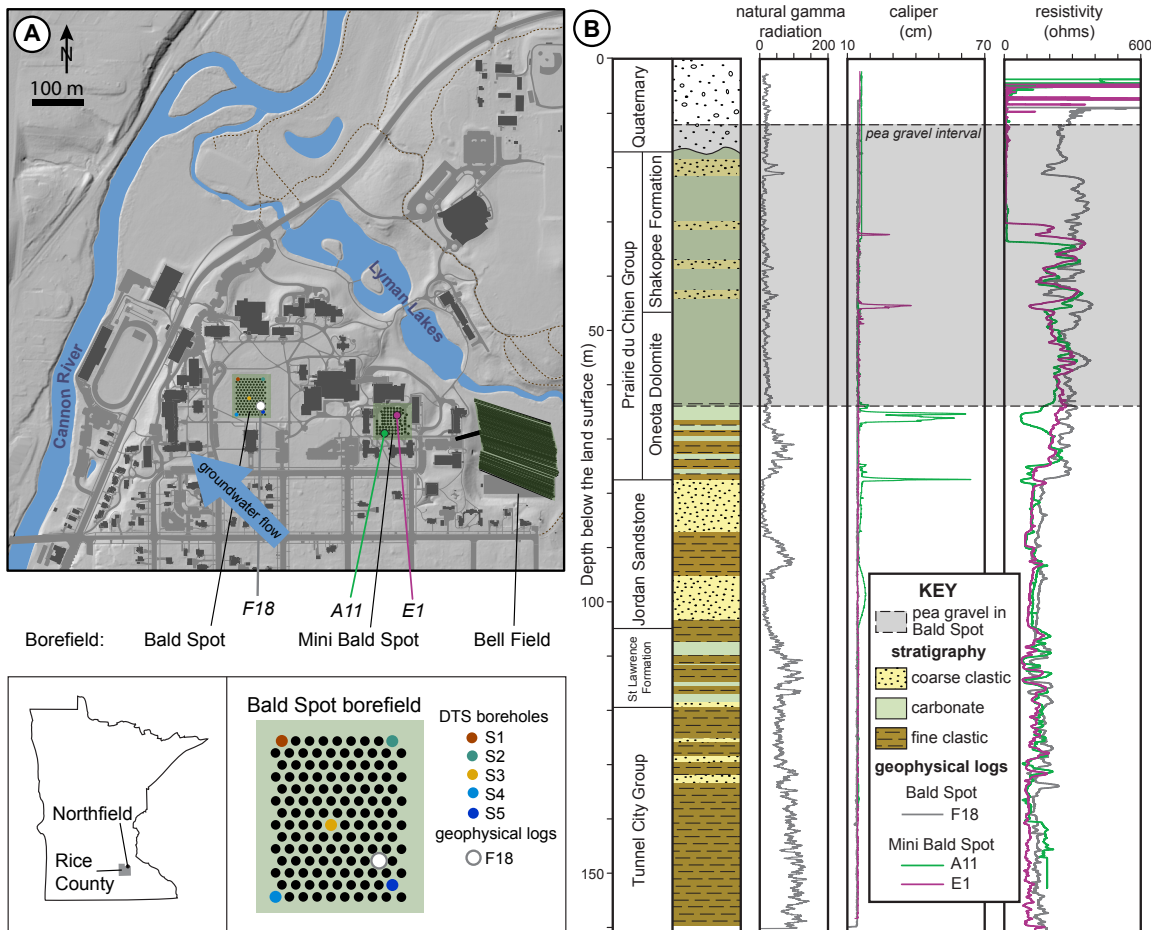 A
N
100 m
Cannon River
Lyman Lakes
groundwater flow
F18
A11
E1
Borefield:
Bald Spot
Mini Bald Spot
Bell Field
Northfield
Rice
County
Bald Spot borefield
DTS boreholes
S1
S2
S3
S4
S5
geophysical logs
F18
B
natural gamma
radiation
0
200
caliper
(cm)
10
70
resistivity
(ohms)
0
600
Depth below the land surface (m)
0
50
100
150
Quaternary
Prairie du Chien Group
Shakopee Formation
Oneota Dolomite
Jordan Sandstone
St Lawrence
Formation
Tunnel City Group
pea gravel interval
KEY
pea gravel in
Bald Spot
stratigraphy
coarse clastic
carbonate
fine clastic
geophysical logs
Bald Spot
F18
Mini Bald Spot
A11
E1